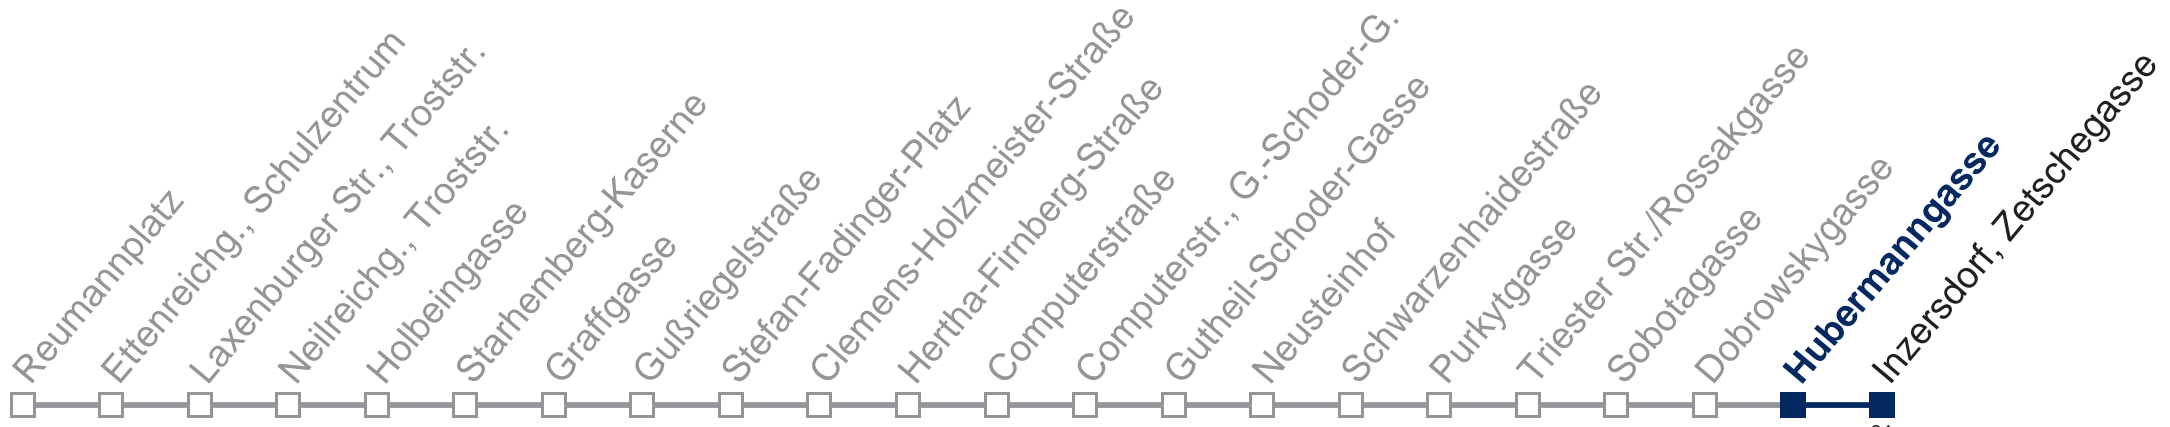 Reumannplatz
Ettenreichg., Schulzentrum
Laxenburger Str., Troststr.
Neilreichg., Troststr.
Holbeingasse
Starhemberg-Kaserne
Graffgasse
Gußriegelstraße
Stefan-Fadinger-Platz
Clemens-Holzmeister-Straße
Hertha-Firnberg-Straße
Computerstraße
Computerstr., G.-Schoder-G.
Gutheil-Schoder-Gasse
Neusteinhof
Schwarzenhaidestraße
Purkytgasse
Triester Str./Rossakgasse
Sobotagasse
Dobrowskygasse
Hubermanngasse
Inzersdorf, Zetschegasse